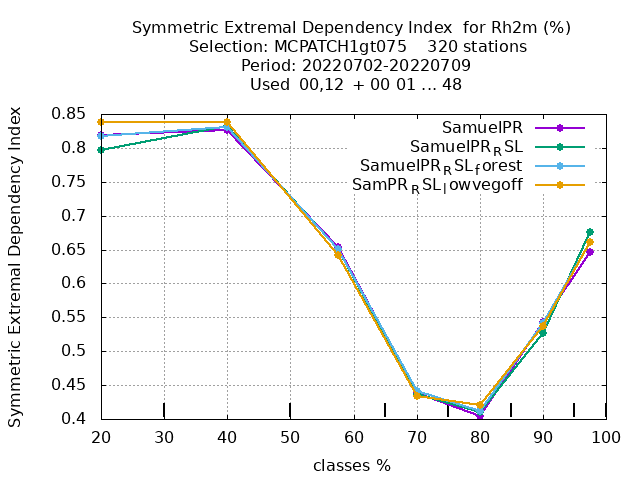 Symmetric Extremal Dependency Index  for Rh2m (%)
Selection: MCPATCH1gt075    320 stations
Period: 20220702-20220709
Used  00,12  + 00 01 ... 48
Symmetric Extremal Dependency Index
0.85
0.8
0.75
0.7
0.65
0.6
0.55
0.5
0.45
0.4
SamuelPR
SamuelPR_RSL
SamuelPR_RSL_forest
SamPR_RSL_lowvegoff
20 30 40 50 60 70 80 90 100
classes %